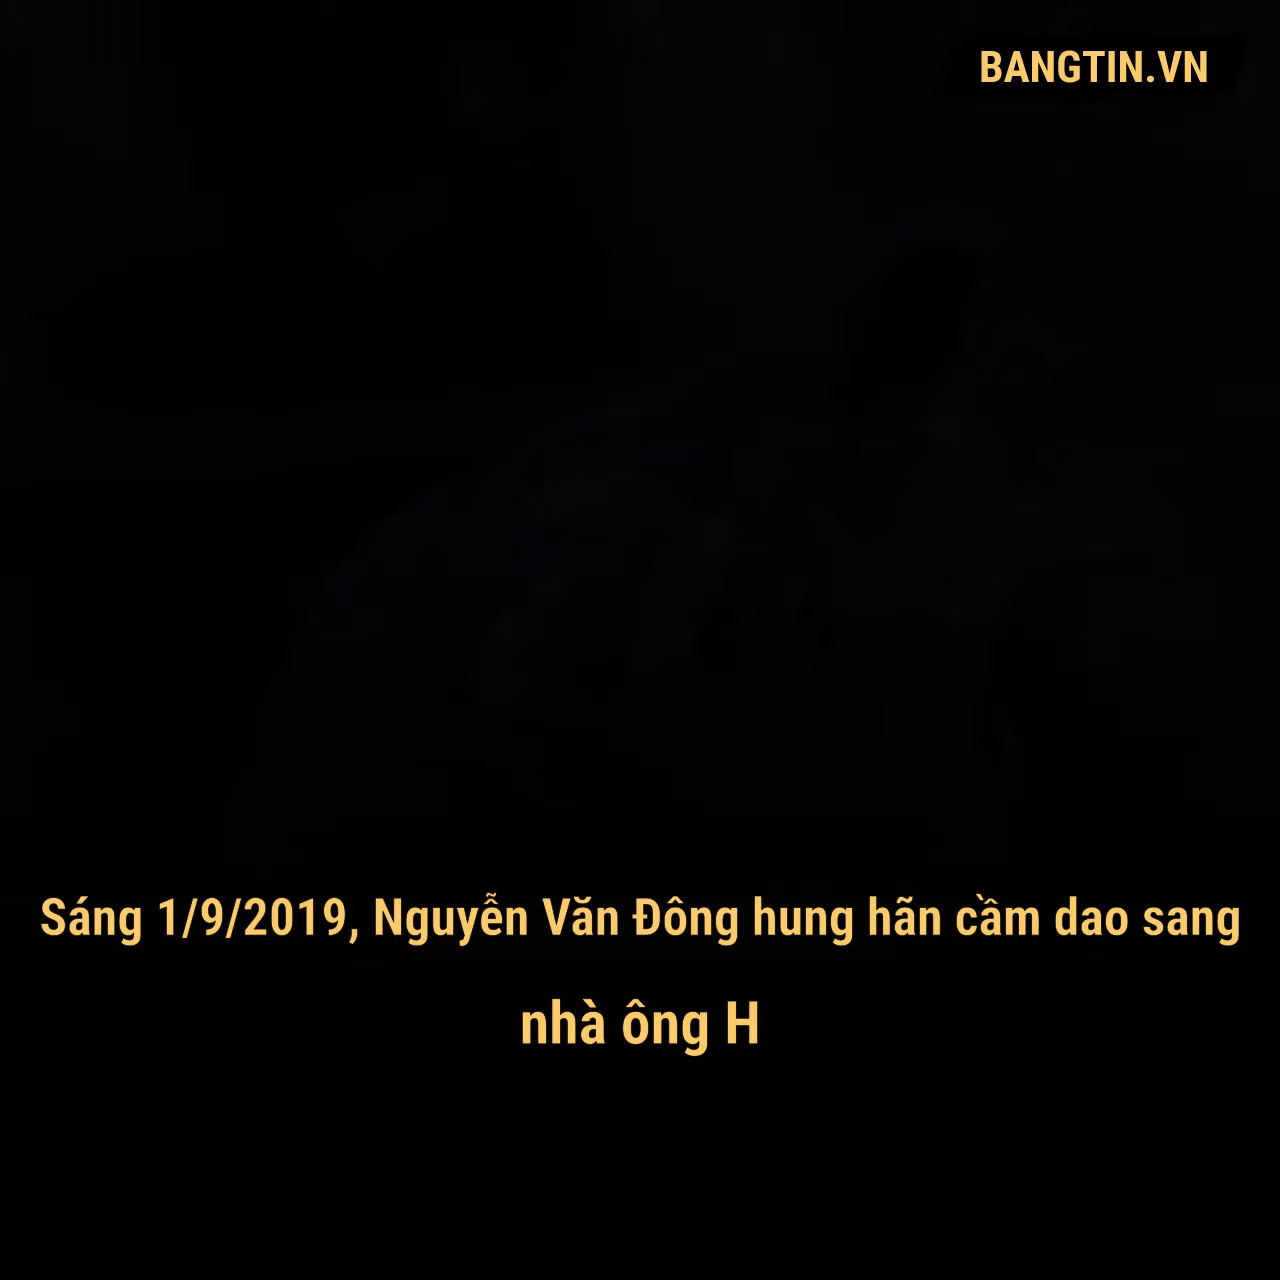 BANGTIN.VN
Sáng 1/9/2019, Nguyễn Văn Đông hung hãn cầm dao sang
nhà ông H